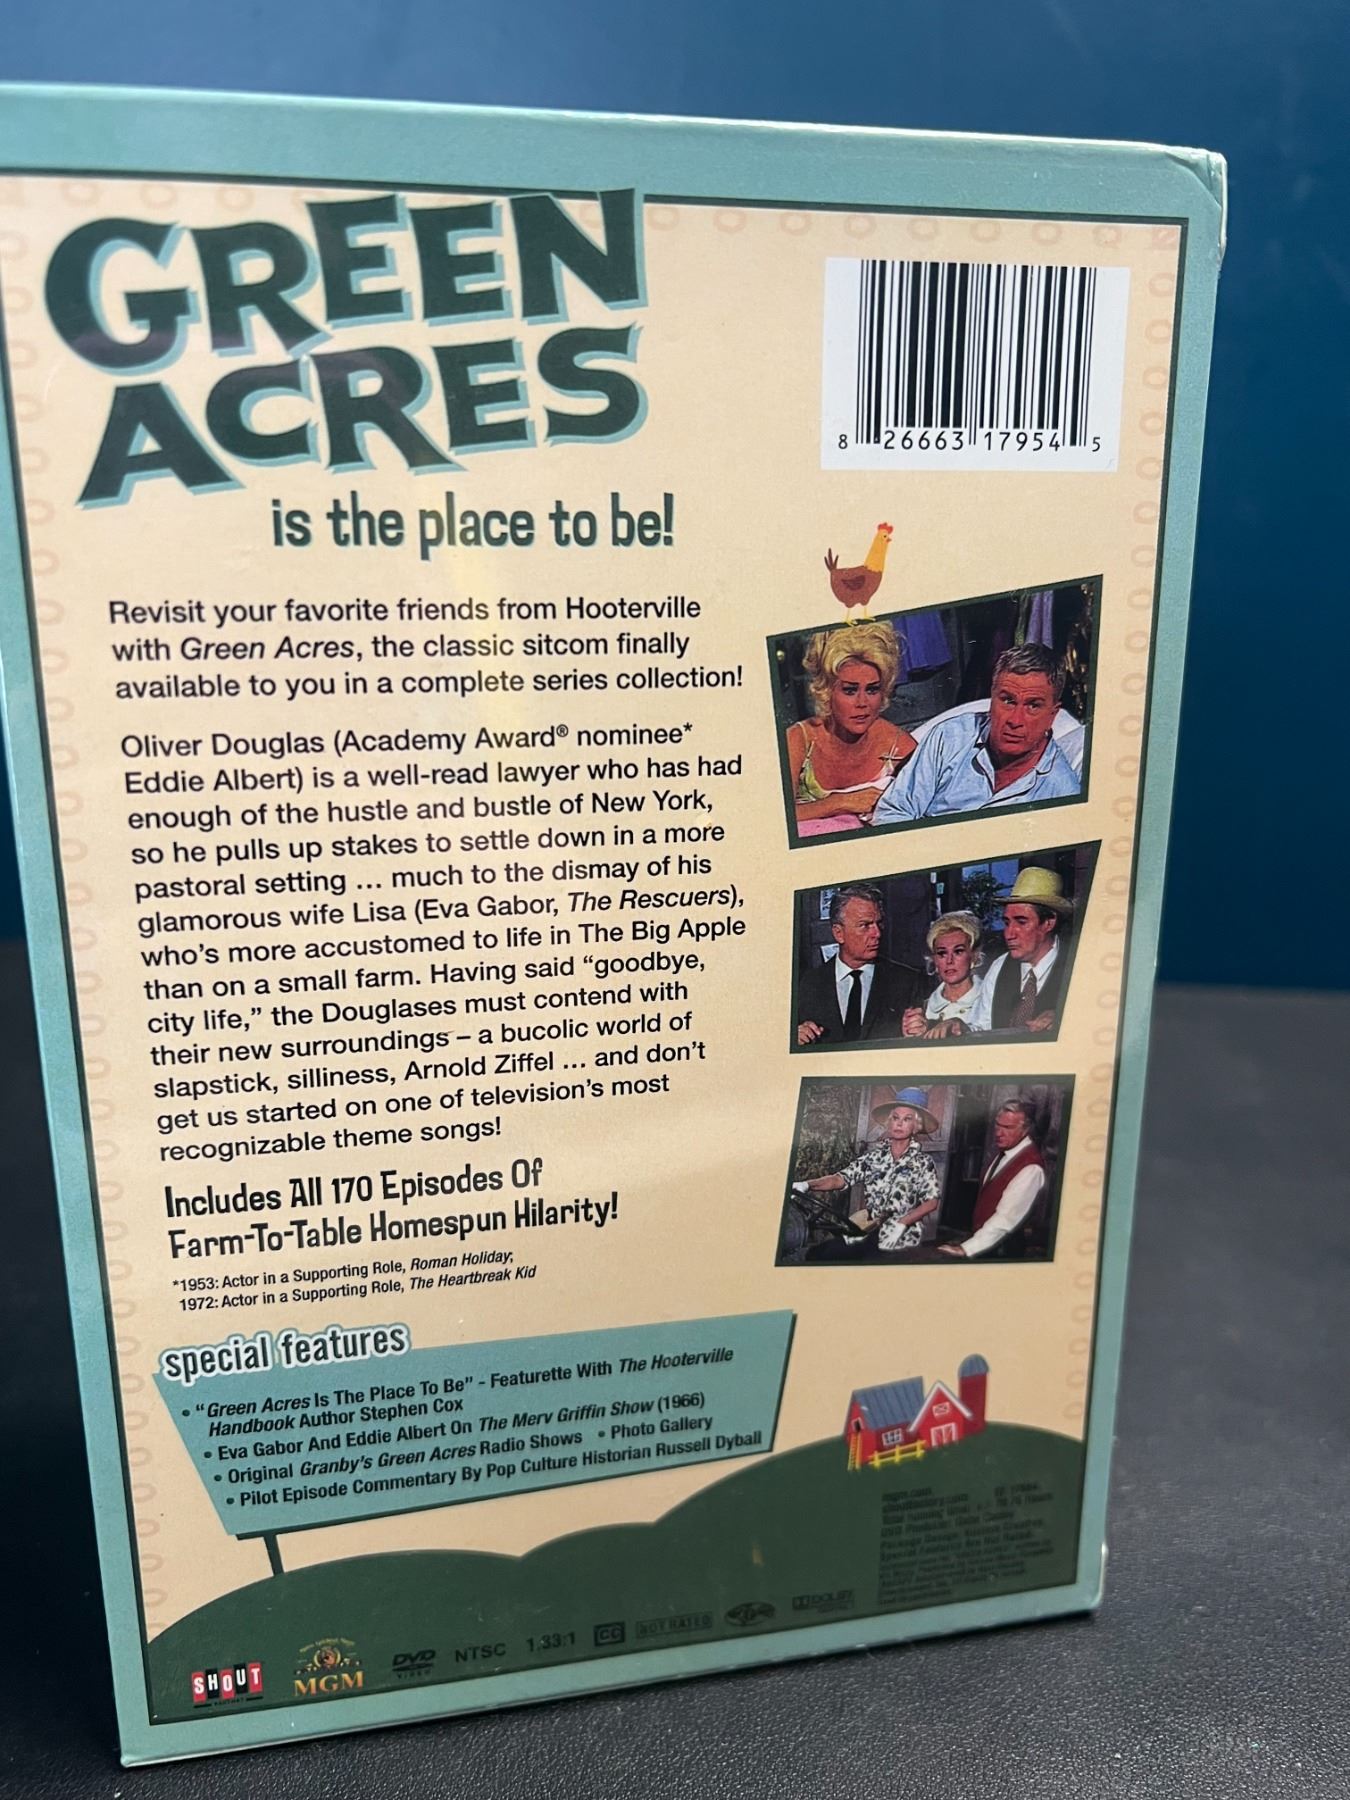 GREEN
ACRES
is the place to be!
8 26663 17954 5
Revisit your favorite friends from Hooterville
with Green Acres, the classic sitcom finally
available to you in a complete series collection!
Oliver Douglas (Academy Award® nominee*
Eddie Albert) is a well-read lawyer who has had
enough of the hustle and bustle of New York,
so he pulls up stakes to settle down in a more
pastoral setting ... much to the dismay of his
glamorous wife Lisa (Eva Gabor, The Rescuers),
who's more accustomed to life in The Big Apple
than on a small farm. Having said “goodbye,
city life,” the Douglases must contend with
their new surroundings – a bucolic world of
slapstick, silliness, Arnold Ziffel ... and don't
get us started on one of television's most
recognizable theme songs!
Includes All 170 Episodes Of
Farm-To-Table Homespun Hilarity!
*1953: Actor in a Supporting Role, Roman Holiday;
1972: Actor in a Supporting Role, The Heartbreak Kid
special features
• “Green Acres Is The Place To Be” - Featurette With The Hooterville
Handbook Author Stephen Cox
• Eva Gabor And Eddie Albert On The Merv Griffin Show (1966)
• Original Granby's Green Acres Radio Shows • Photo Gallery
• Pilot Episode Commentary By Pop Culture Historian Russell Dyball
SHOUT
MGM
DVD
VIDEO
NTSC
1.33:1
CC
NOT RATED
DOLBY